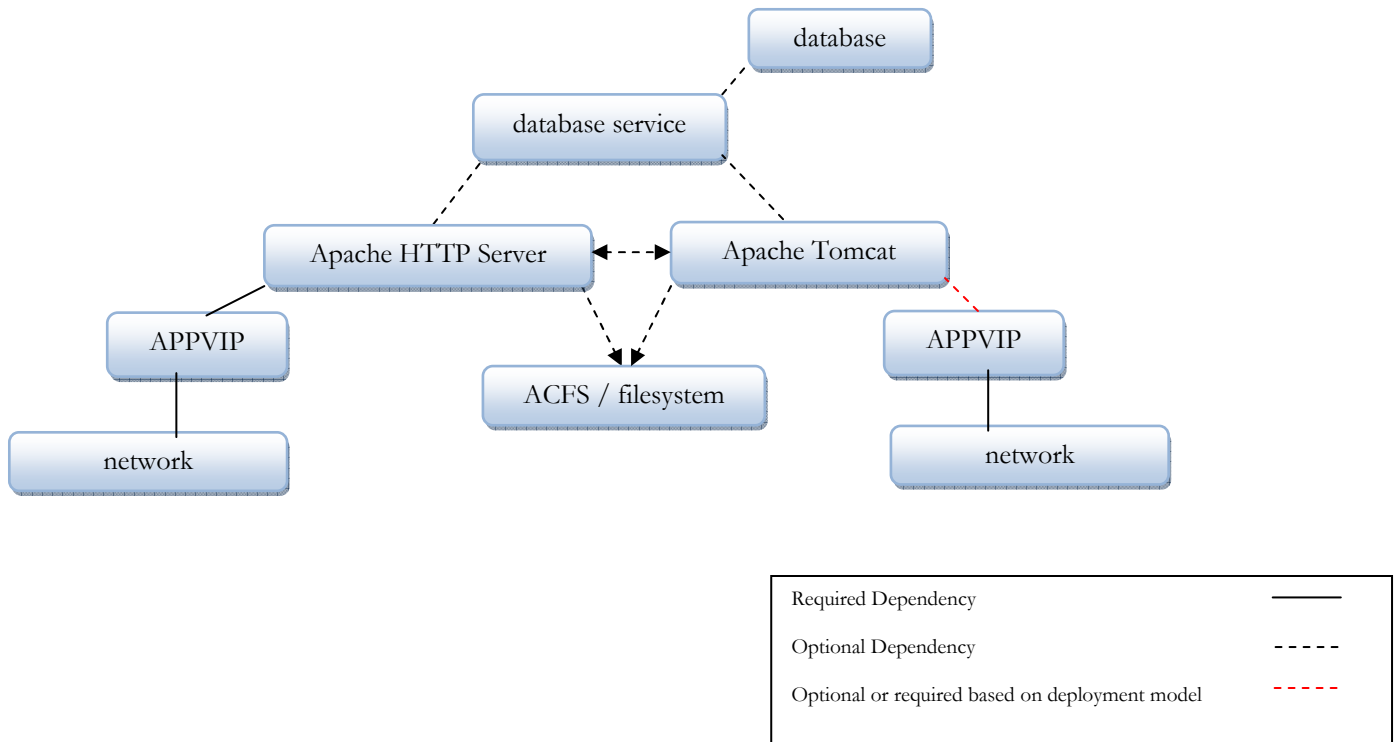 database
database service
Apache HTTP Server
Apache Tomcat
APPVIP
APPVIP
ACFS / filesystem
network
network
Required Dependency
Optional Dependency
Optional or required based on deployment model